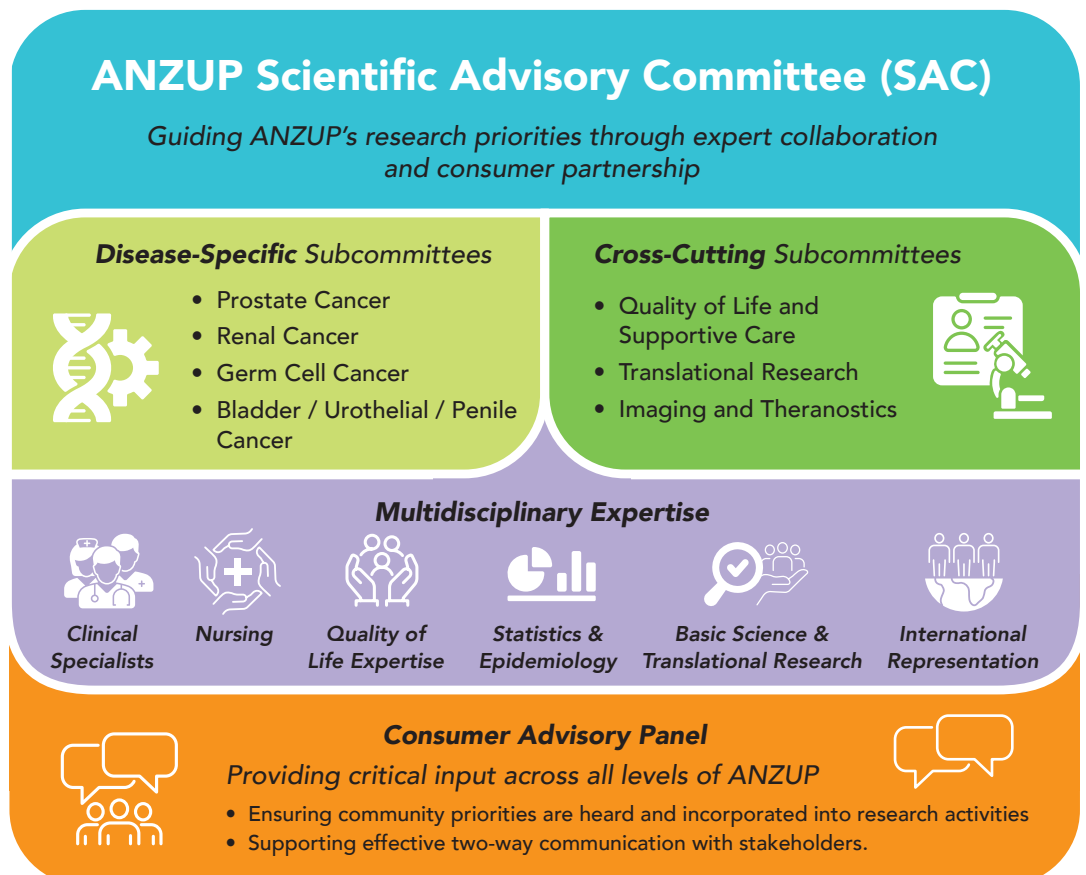 ANZUP Scientific Advisory Committee (SAC)
Guiding ANZUP's research priorities through expert collaboration
and consumer partnership
Disease-Specific Subcommittees
• Prostate Cancer
• Renal Cancer
• Germ Cell Cancer
• Bladder / Urothelial / Penile
Cancer
Cross-Cutting Subcommittees
• Quality of Life and
Supportive Care
• Translational Research
• Imaging and Theranostics
Multidisciplinary Expertise
Clinical
Specialists
Nursing
Quality of
Life Expertise
Statistics &
Epidemiology
Basic Science &
Translational Research
International
Representation
Consumer Advisory Panel
Providing critical input across all levels of ANZUP
• Ensuring community priorities are heard and incorporated into research activities
• Supporting effective two-way communication with stakeholders.